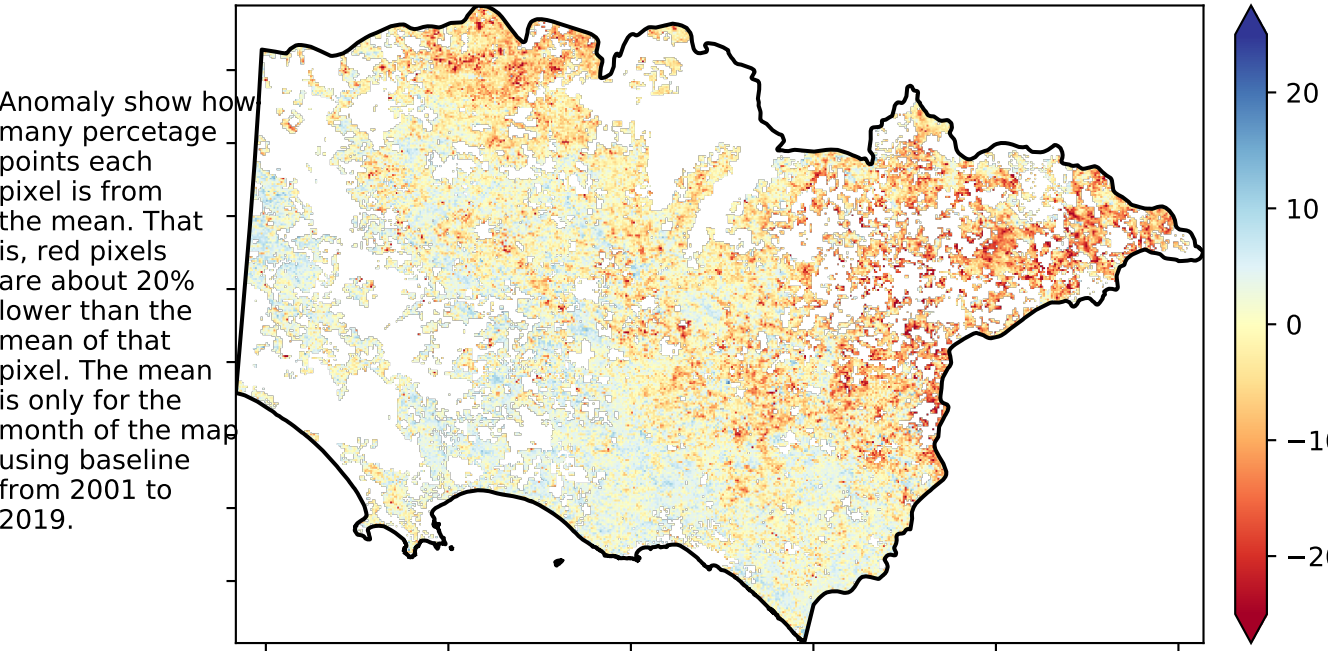 Anomaly show how
many percetage
points each
pixel is from
the mean. That
is, red pixels
are about 20%
lower than the
mean of that
pixel. The mean
is only for the
month of the map
using baseline
from 2001 to
2019.
20
10
0
−10
−20